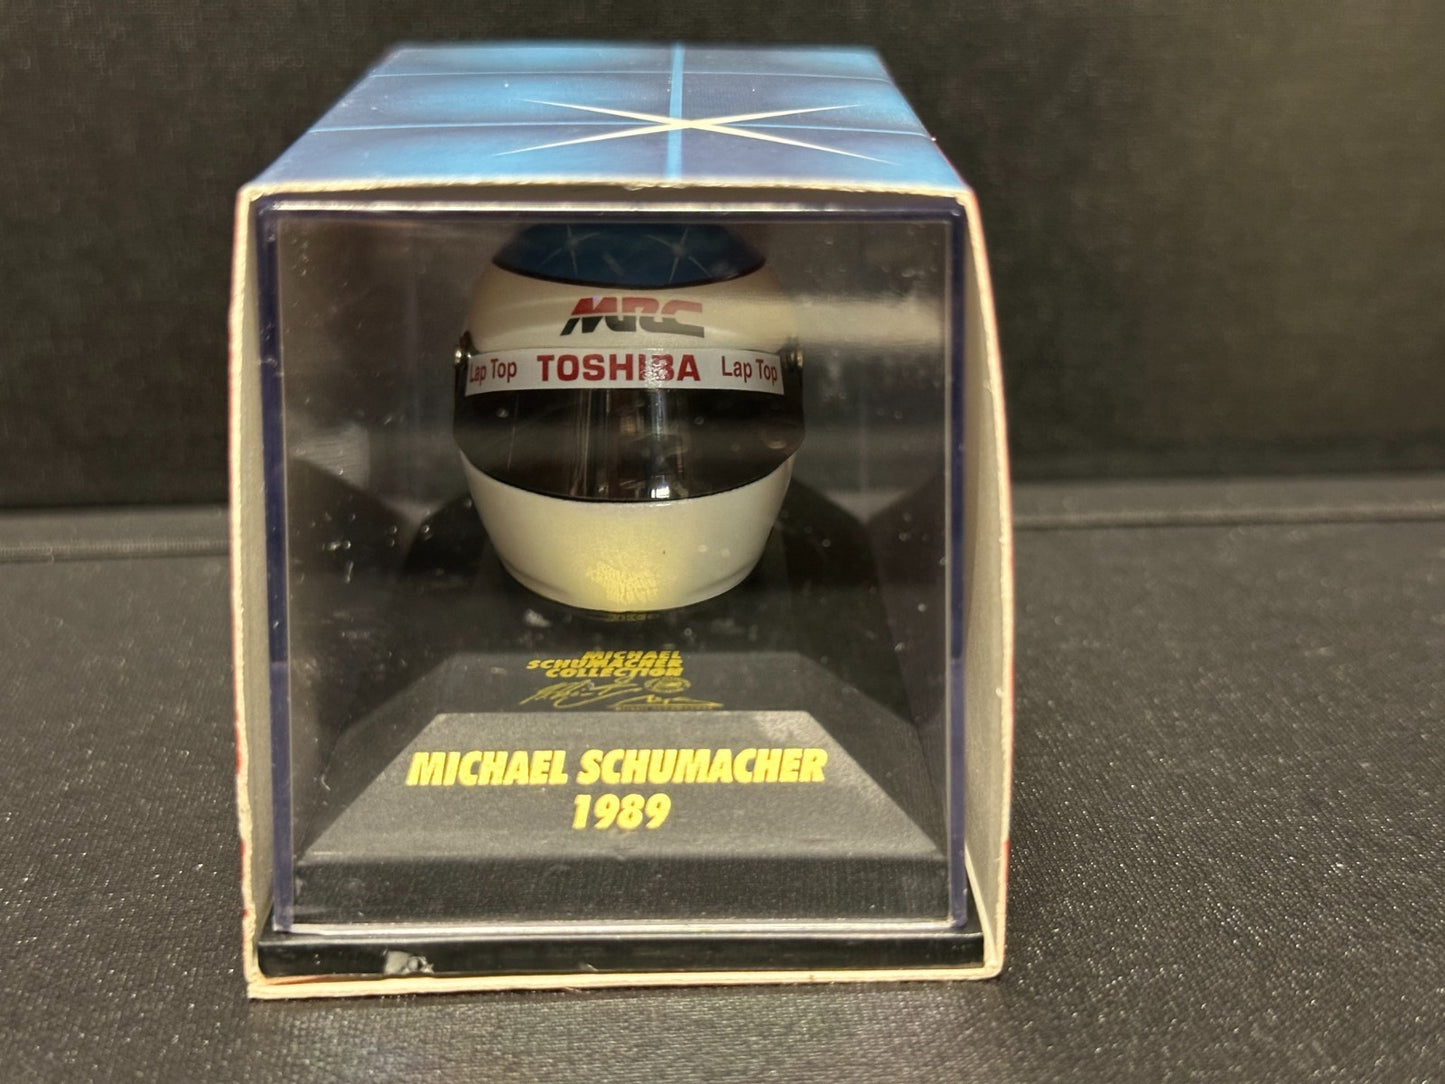 MRC
Lap Top TOSHIBA Lap Top
MICHAEL
SCHUMACHER
COLLECTION
MICHAEL SCHUMACHER
1989